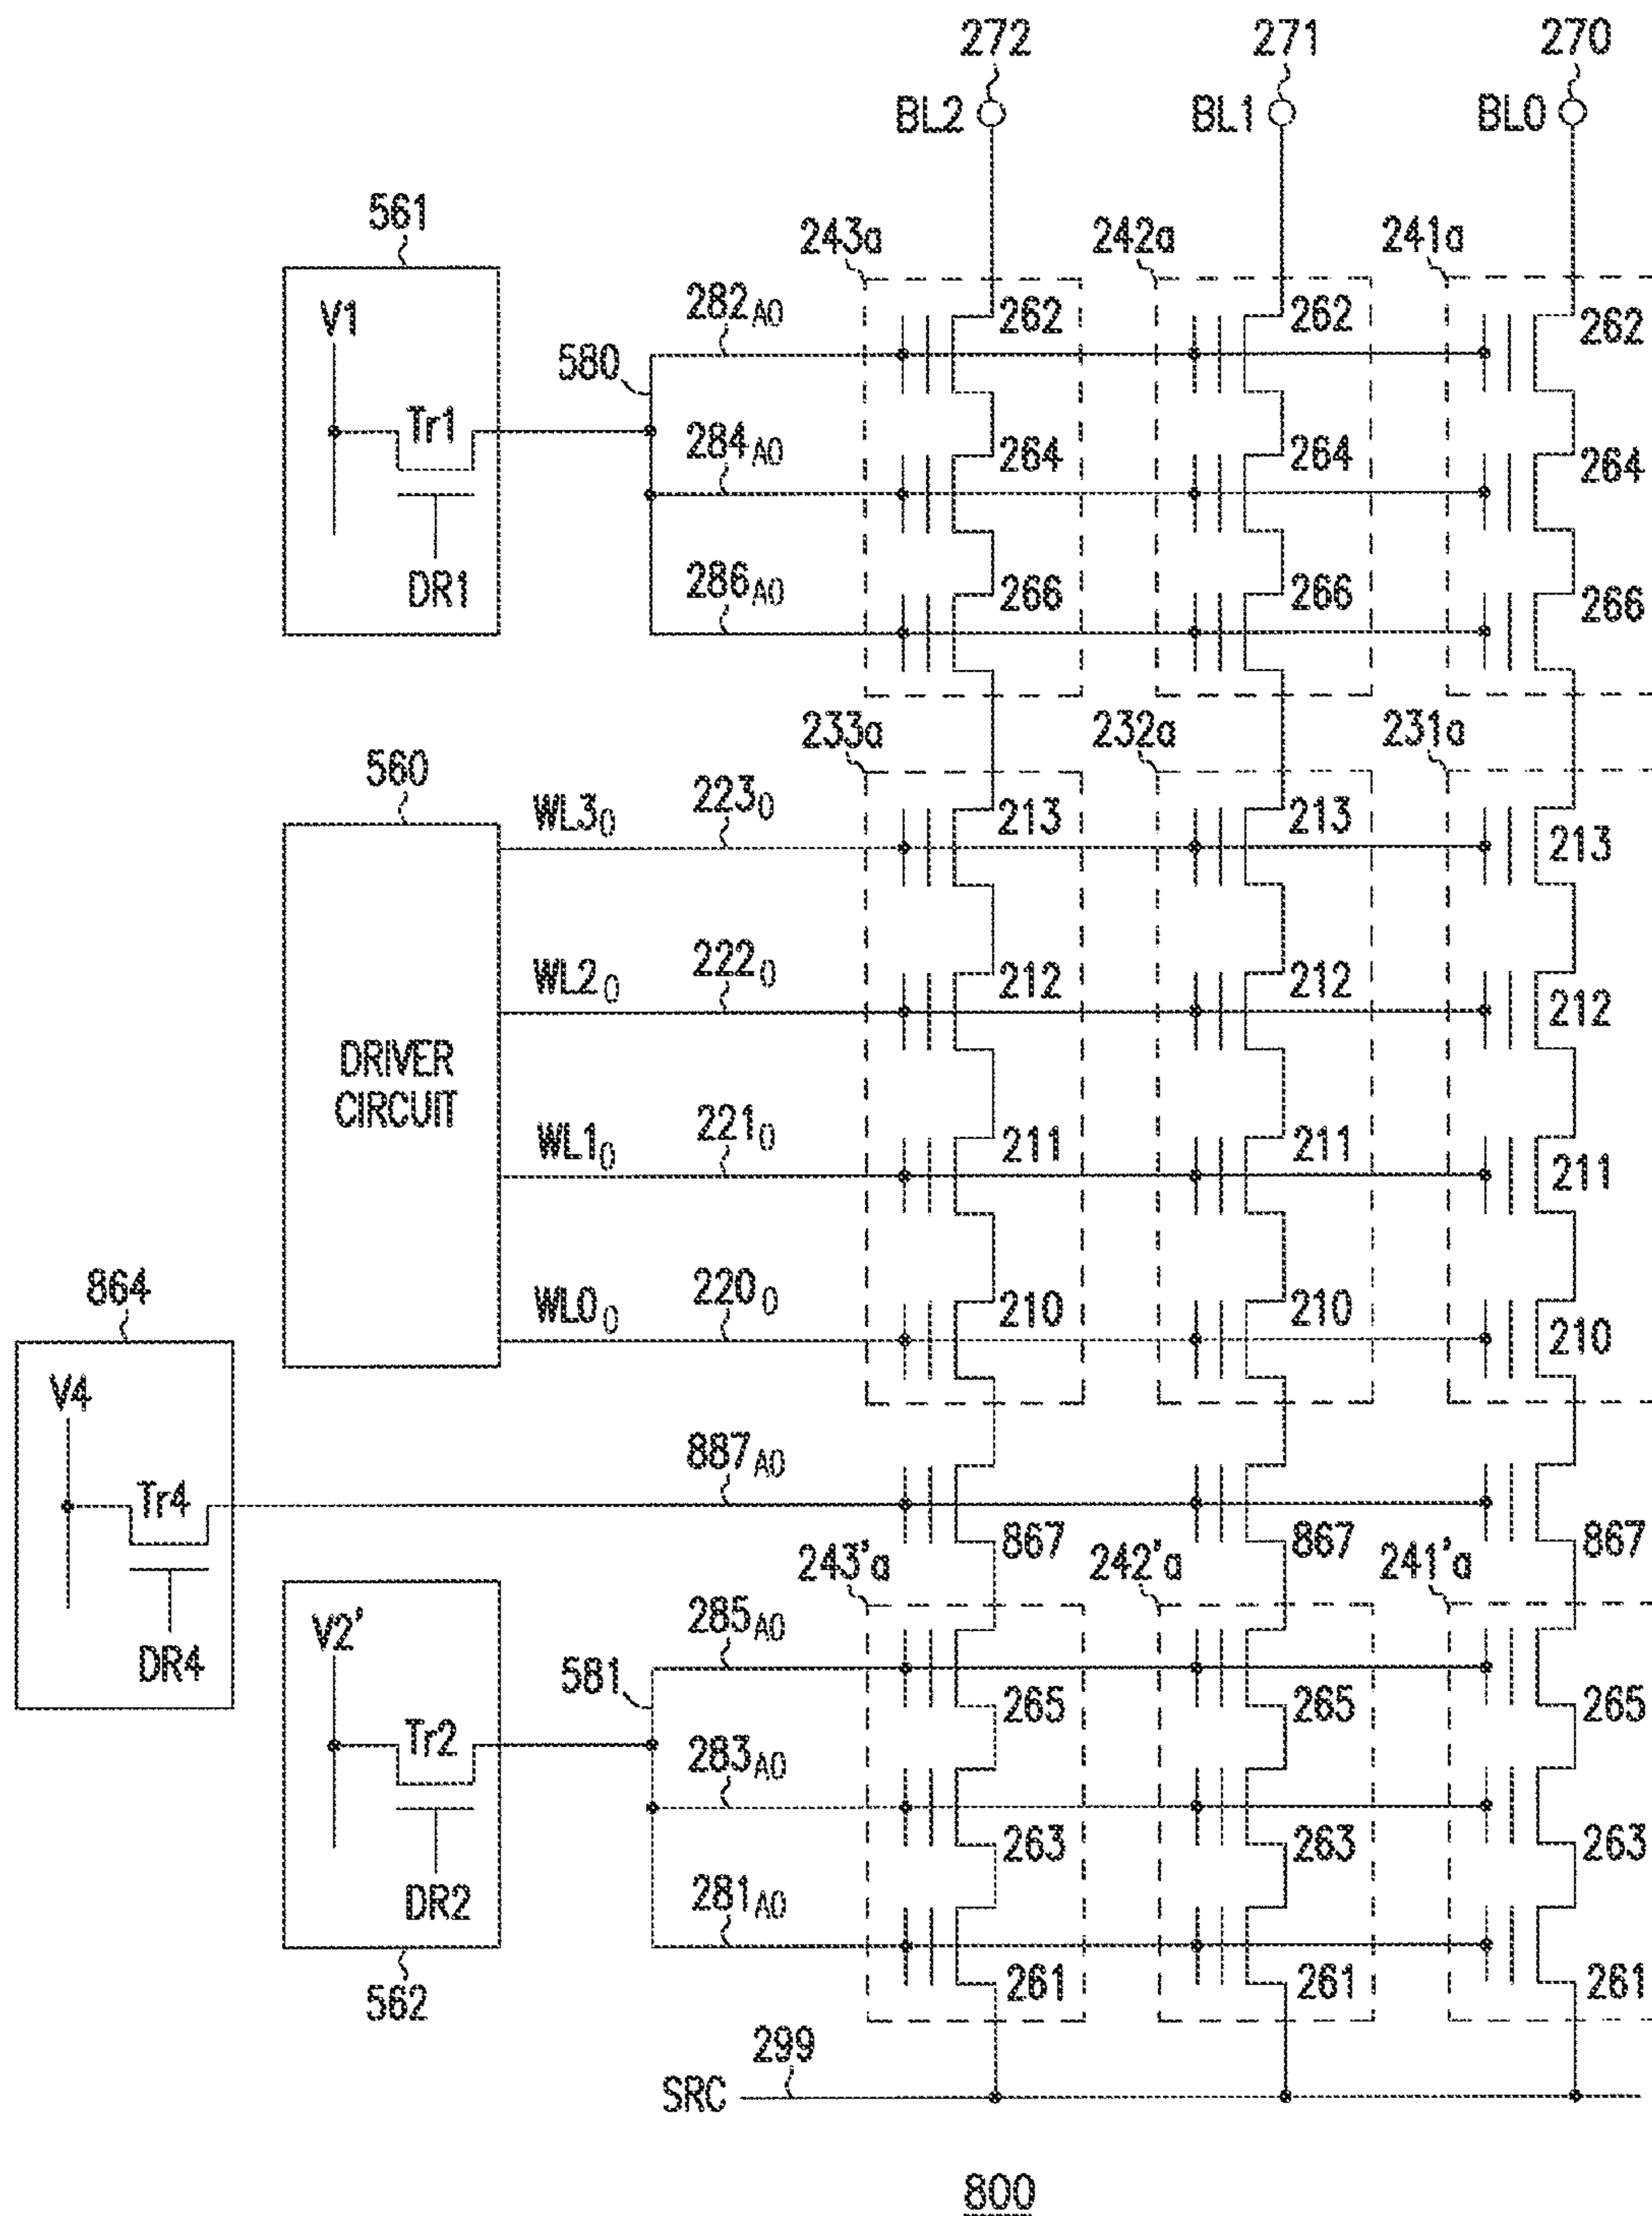 272 271 270
BL2 BL1 BL0
561
243a 242a 241a
V1
282A0 262 262 262
580
Tr1
284A0 264 264 264
DR1
286A0 266 266 266
233a 232a 231a
560
WL30 2230 213 213 213
WL20 2220 212 212 212
DRIVER
CIRCUIT
WL10 2210 211 211 211
864
WL00 2200 210 210 210
V4
887A0
Tr4
867 867 867
243'a 242'a 241'a
V2'
285A0
DR4
581
265 265 265
Tr2
283A0
263 263 263
DR2
281A0
261 261 261
562
299
SRC
800